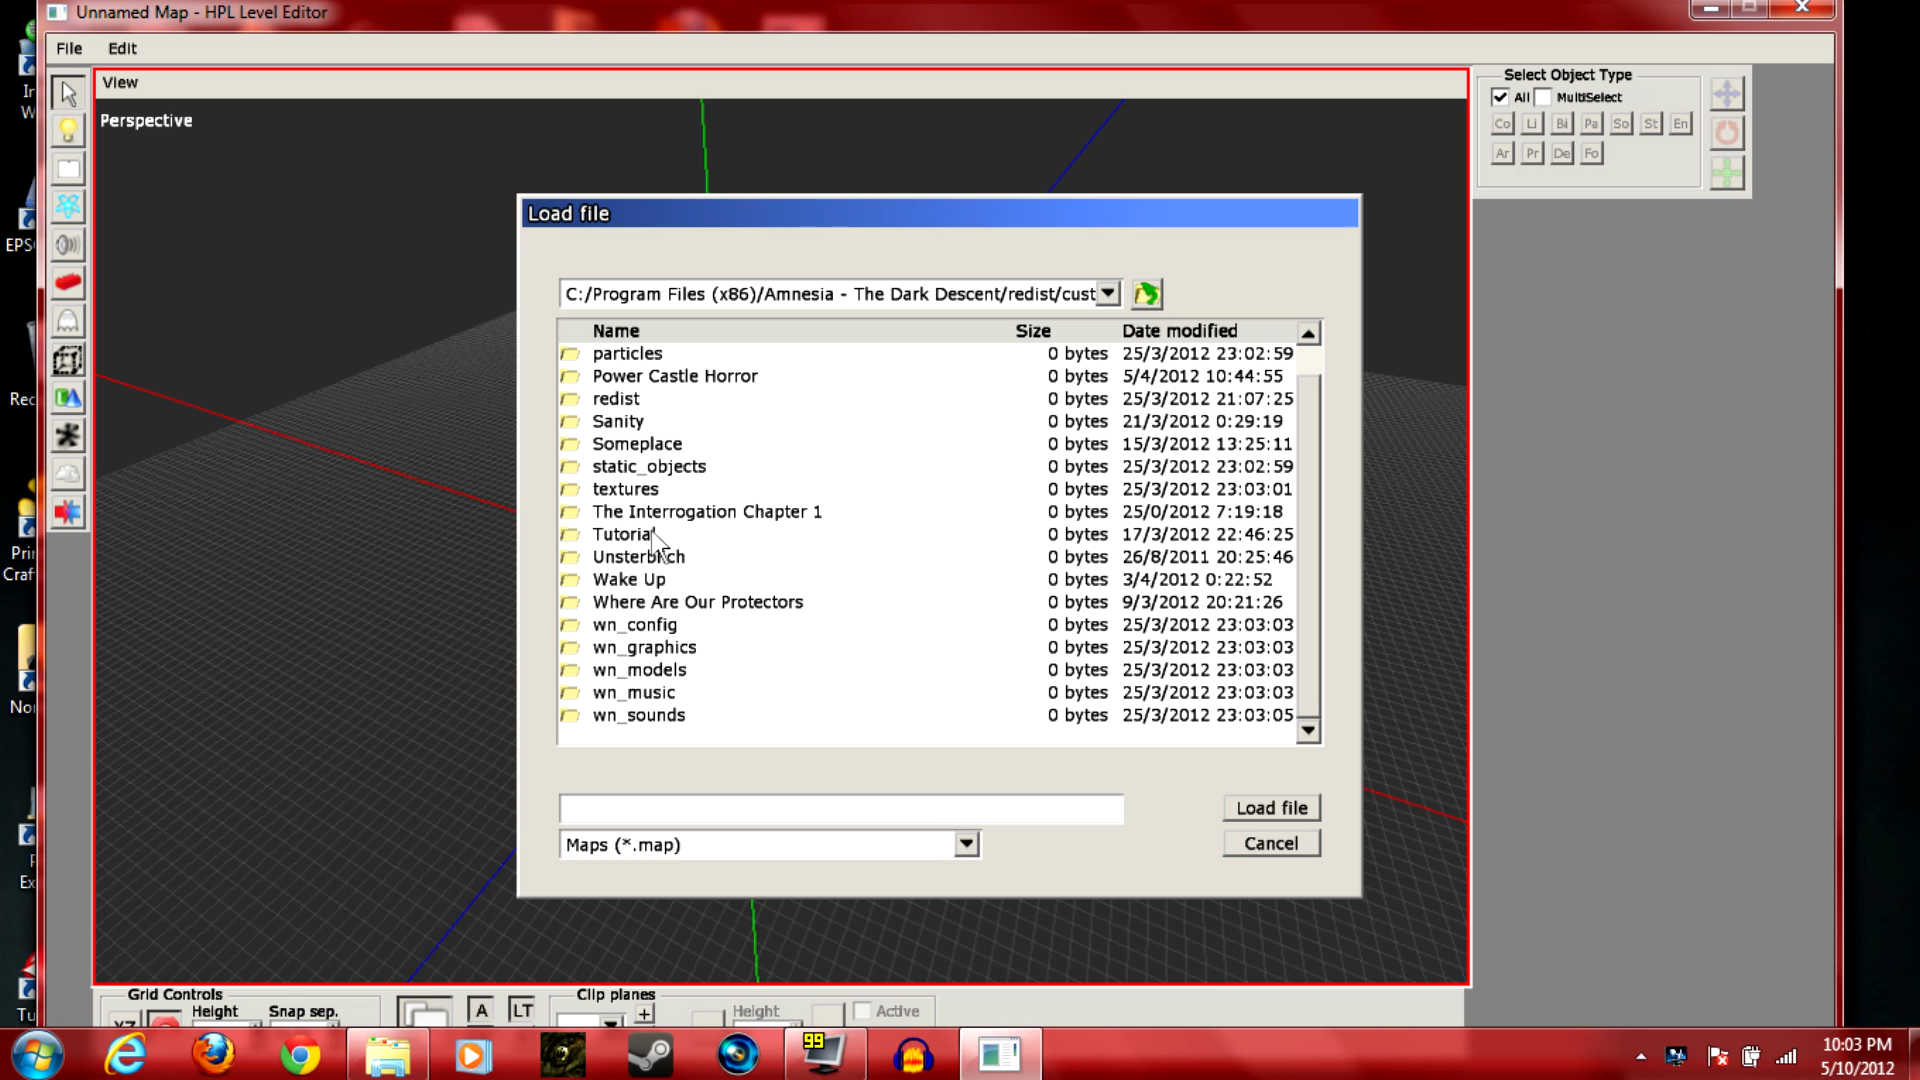 Unnamed Map - HPL Level Editor
File Edit
View
Perspective
Select Object Type
All MultiSelect
Co Li Bi Pa So St En
Ar Pr De Fo
Load file
C:/Program Files (x86)/Amnesia - The Dark Descent/redist/cust
Name Size Date modified
particles 0 bytes 25/3/2012 23:02:59
Power Castle Horror 0 bytes 5/4/2012 10:44:55
redist 0 bytes 25/3/2012 21:07:25
Sanity 0 bytes 21/3/2012 0:29:19
Someplace 0 bytes 15/3/2012 13:25:11
static_objects 0 bytes 25/3/2012 23:02:59
textures 0 bytes 25/3/2012 23:03:01
The Interrogation Chapter 1 0 bytes 25/0/2012 7:19:18
Tutorial 0 bytes 17/3/2012 22:46:25
0 bytes 26/8/2011 20:25:46
Wake Up 0 bytes 3/4/2012 0:22:52
Where Are Our Protectors 0 bytes 9/3/2012 20:21:26
wn_config 0 bytes 25/3/2012 23:03:03
wn_graphics 0 bytes 25/3/2012 23:03:03
wn_models 0 bytes 25/3/2012 23:03:03
wn_music 0 bytes 25/3/2012 23:03:03
wn_sounds 0 bytes 25/3/2012 23:03:05
Load file
Maps (*.map)
Cancel
Grid Controls
Height Snap sep.
XZ
A LT
Clip planes
+
Height
Active
EPS
Rec
Pri
Craf
No
Ex
Tu
99
10:03 PM
5/10/2012